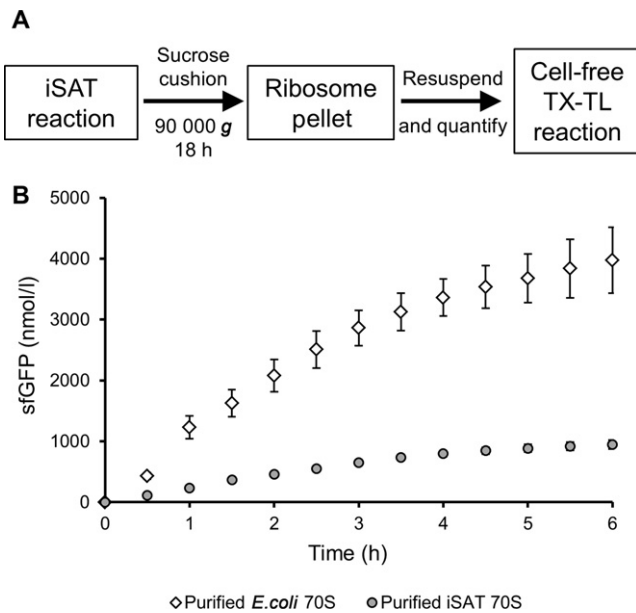 A
iSAT
reaction
Sucrose
cushion
90 000 g
18 h
Ribosome
pellet
Resuspend
and quantify
Cell-free
TX-TL
reaction
B
sfGFP (nmol/l)
5000
4000
3000
2000
1000
0
0 1 2 3 4 5 6
Time (h)
Purified E.coli 70S Purified iSAT 70S